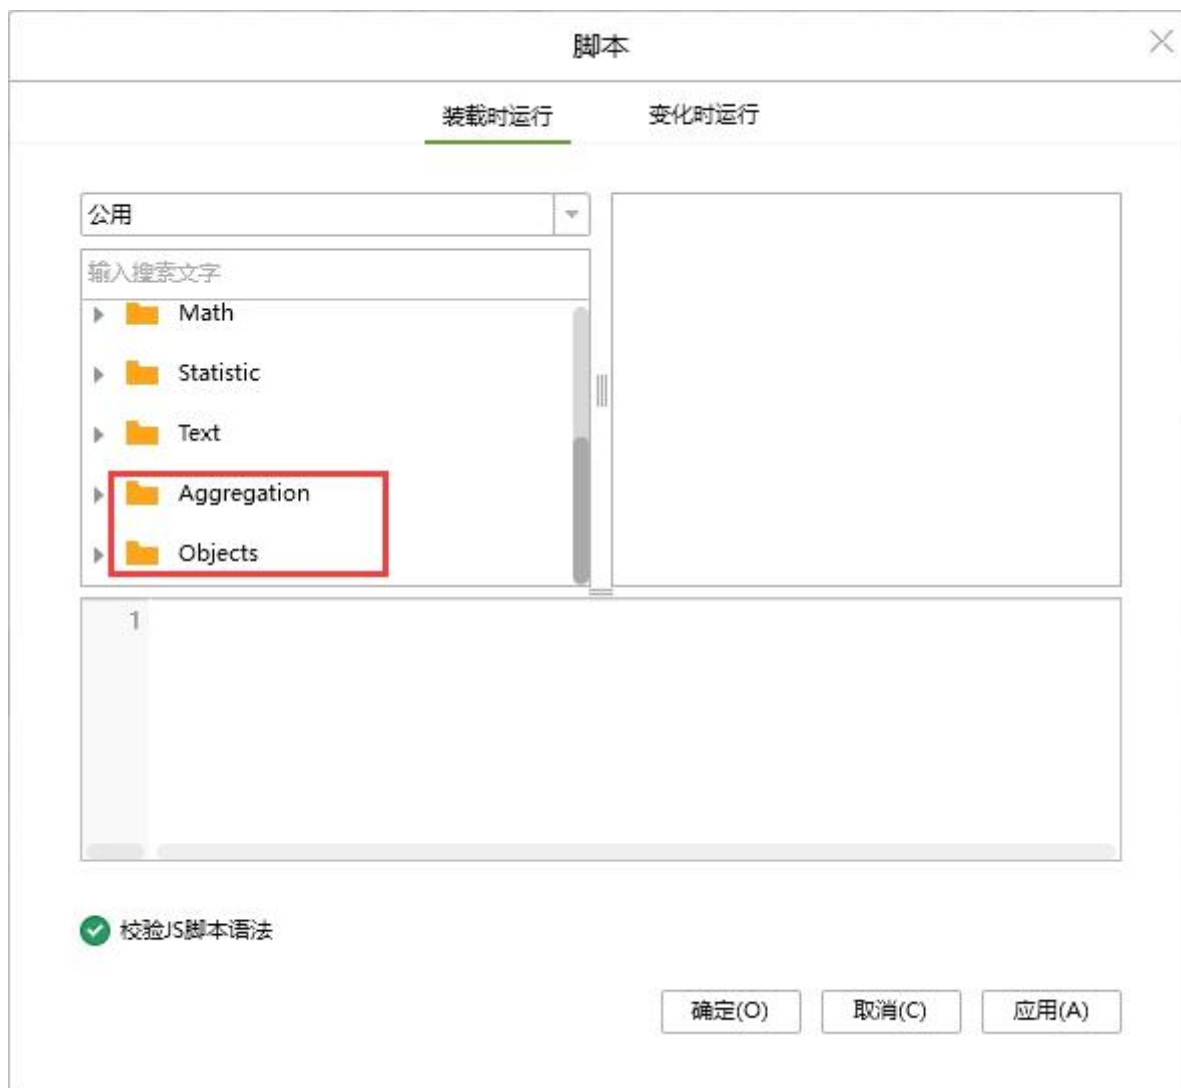 脚本
装载时运行 变化时运行
公用
输入搜索文字
Math
Statistic
Text
Aggregation
Objects
1
校验JS脚本语法
确定(O) 取消(C) 应用(A)